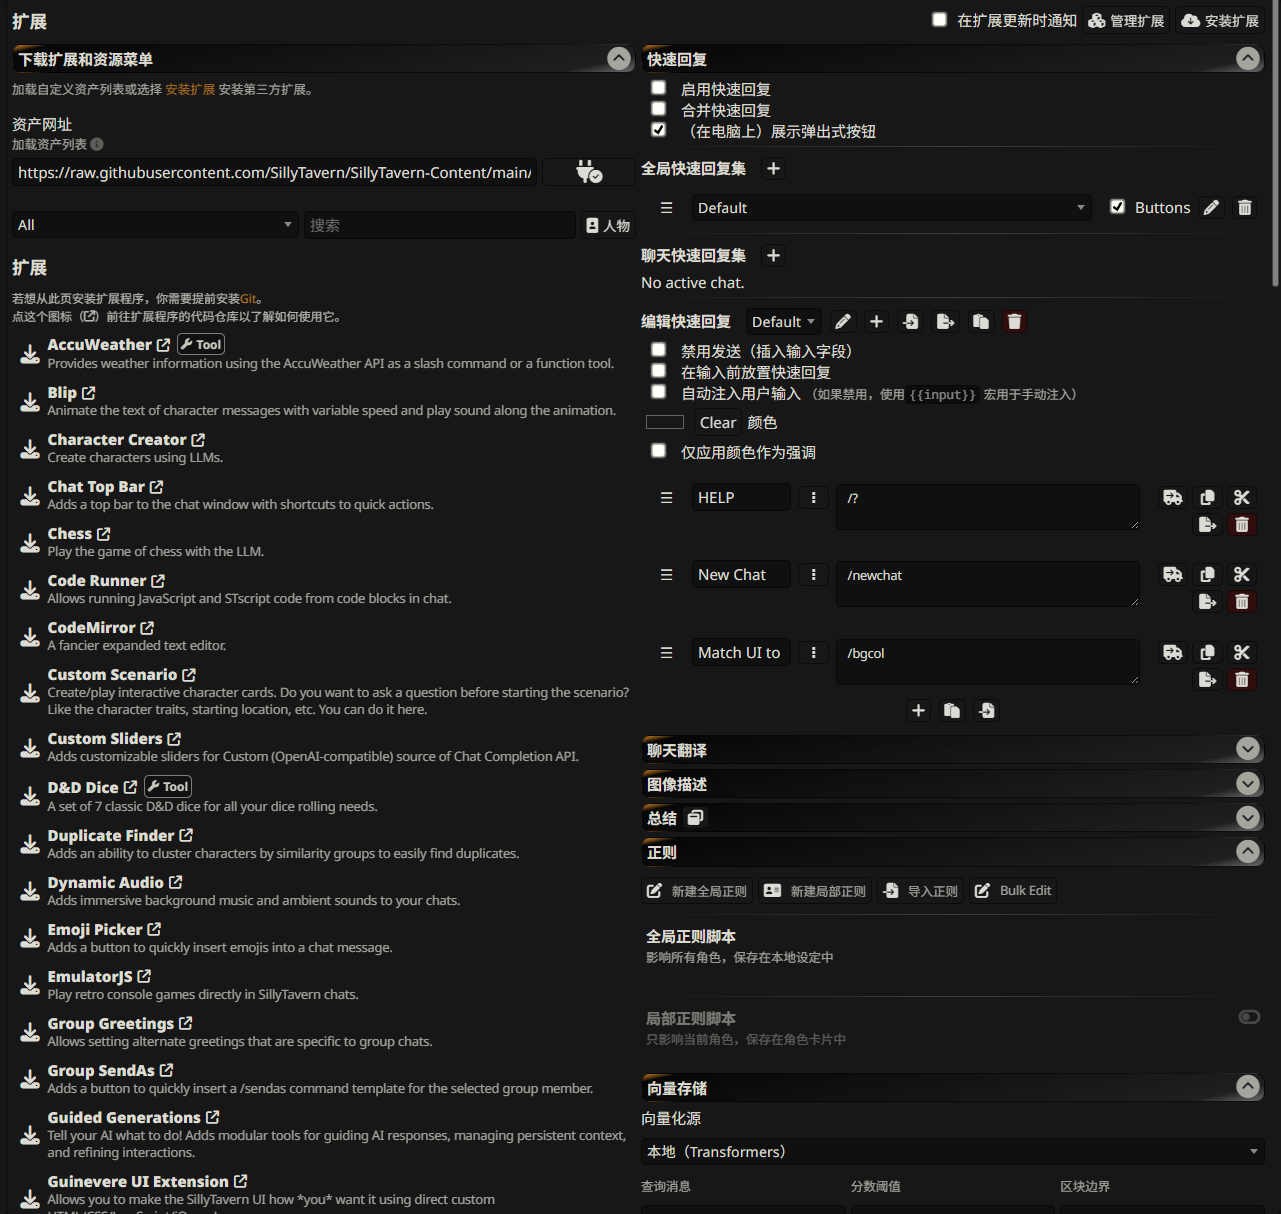 扩展
在扩展更新时通知 管理扩展 安装扩展
下载扩展和资源菜单
加载自定义资产列表或选择 安装扩展 安装第三方扩展。
资产网址
加载资产列表
https://raw.githubusercontent.com/SillyTavern/SillyTavern-Content/main/
All 搜索 人物
扩展
若想从此页安装扩展程序，你需要提前安装Git。
点这个图标（）前往扩展程序的代码仓库以了解如何使用它。
AccuWeather Tool
Provides weather information using the AccuWeather API as a slash command or a function tool.
Blip
Animate the text of character messages with variable speed and play sound along the animation.
Character Creator
Create characters using LLMs.
Chat Top Bar
Adds a top bar to the chat window with shortcuts to quick actions.
Chess
Play the game of chess with the LLM.
Code Runner
Allows running JavaScript and STscript code from code blocks in chat.
CodeMirror
A fancier expanded text editor.
Custom Scenario
Create/play interactive character cards. Do you want to ask a question before starting the scenario?
Like the character traits, starting location, etc. You can do it here.
Custom Sliders
Adds customizable sliders for Custom (OpenAI-compatible) source of Chat Completion API.
D&D Dice Tool
A set of 7 classic D&D dice for all your dice rolling needs.
Duplicate Finder
Adds an ability to cluster characters by similarity groups to easily find duplicates.
Dynamic Audio
Adds immersive background music and ambient sounds to your chats.
Emoji Picker
Adds a button to quickly insert emojis into a chat message.
EmulatorJS
Play retro console games directly in SillyTavern chats.
Group Greetings
Allows setting alternate greetings that are specific to group chats.
Group SendAs
Adds a button to quickly insert a /sendas command template for the selected group member.
Guided Generations
Tell your AI what to do! Adds modular tools for guiding AI responses, managing persistent context,
and refining interactions.
Guinevere UI Extension
Allows you to make the SillyTavern UI how *you* want it using direct custom
快速回复
启用快速回复
合并快速回复
（在电脑上）展示弹出式按钮
全局快速回复集
Default Buttons
聊天快速回复集
No active chat.
编辑快速回复 Default
禁用发送（插入输入字段）
在输入前放置快速回复
自动注入用户输入 （如果禁用，使用 {{input}} 宏用于手动注入）
Clear 颜色
仅应用颜色作为强调
HELP /?
New Chat /newchat
Match UI to /bgcol
聊天翻译
图像描述
总结
正则
新建全局正则 新建局部正则 导入正则 Bulk Edit
全局正则脚本
影响所有角色，保存在本地设定中
局部正则脚本
只影响当前角色，保存在角色卡片中
向量存储
向量化源
本地（Transformers）
查询消息 分数阈值 区块边界